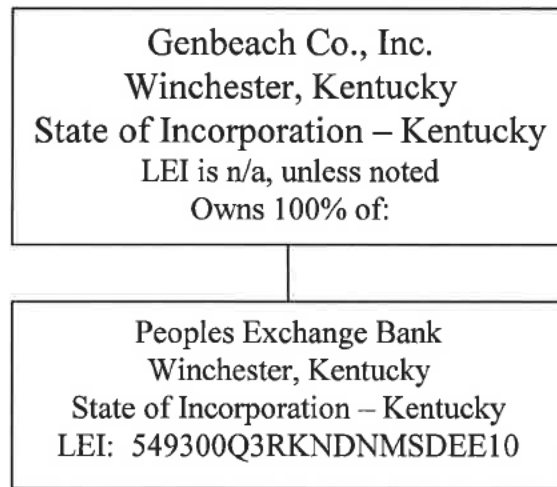 Genbeach Co., Inc.
Winchester, Kentucky
State of Incorporation – Kentucky
LEI is n/a, unless noted
Owns 100% of:
Peoples Exchange Bank
Winchester, Kentucky
State of Incorporation – Kentucky
LEI: 549300Q3RKNDNMSDEE10